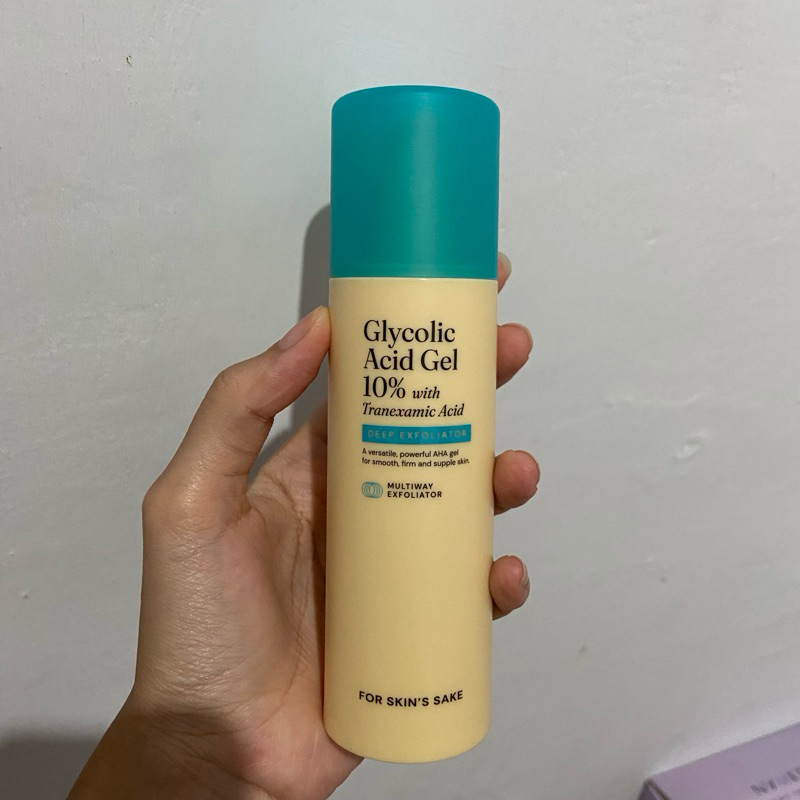 Glycolic
Acid Gel
10% with
Tranexamic Acid
DEEP EXFOLIATOR
A versatile, powerful AHA gel
for smooth, firm and supple skin.
MULTIWAY
EXFOLIATOR
FOR SKIN'S SAKE